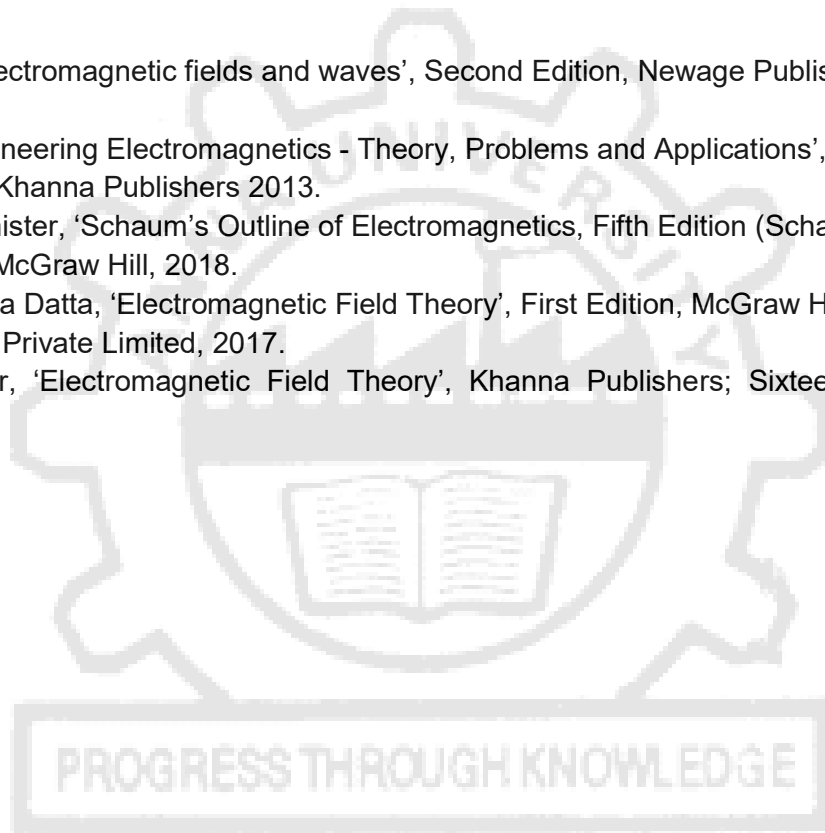 ectromagnetic fields and waves’, Second Edition, Newage Publis
neering Electromagnetics - Theory, Problems and Applications’,
Khanna Publishers 2013.
ister, ‘Schaum’s Outline of Electromagnetics, Fifth Edition (Scha
McGraw Hill, 2018.
a Datta, ‘Electromagnetic Field Theory’, First Edition, McGraw H
Private Limited, 2017.
r, ‘Electromagnetic Field Theory’, Khanna Publishers; Sixtee
UNIVERSITY
PROGRESS THROUGH KNOWLEDGE